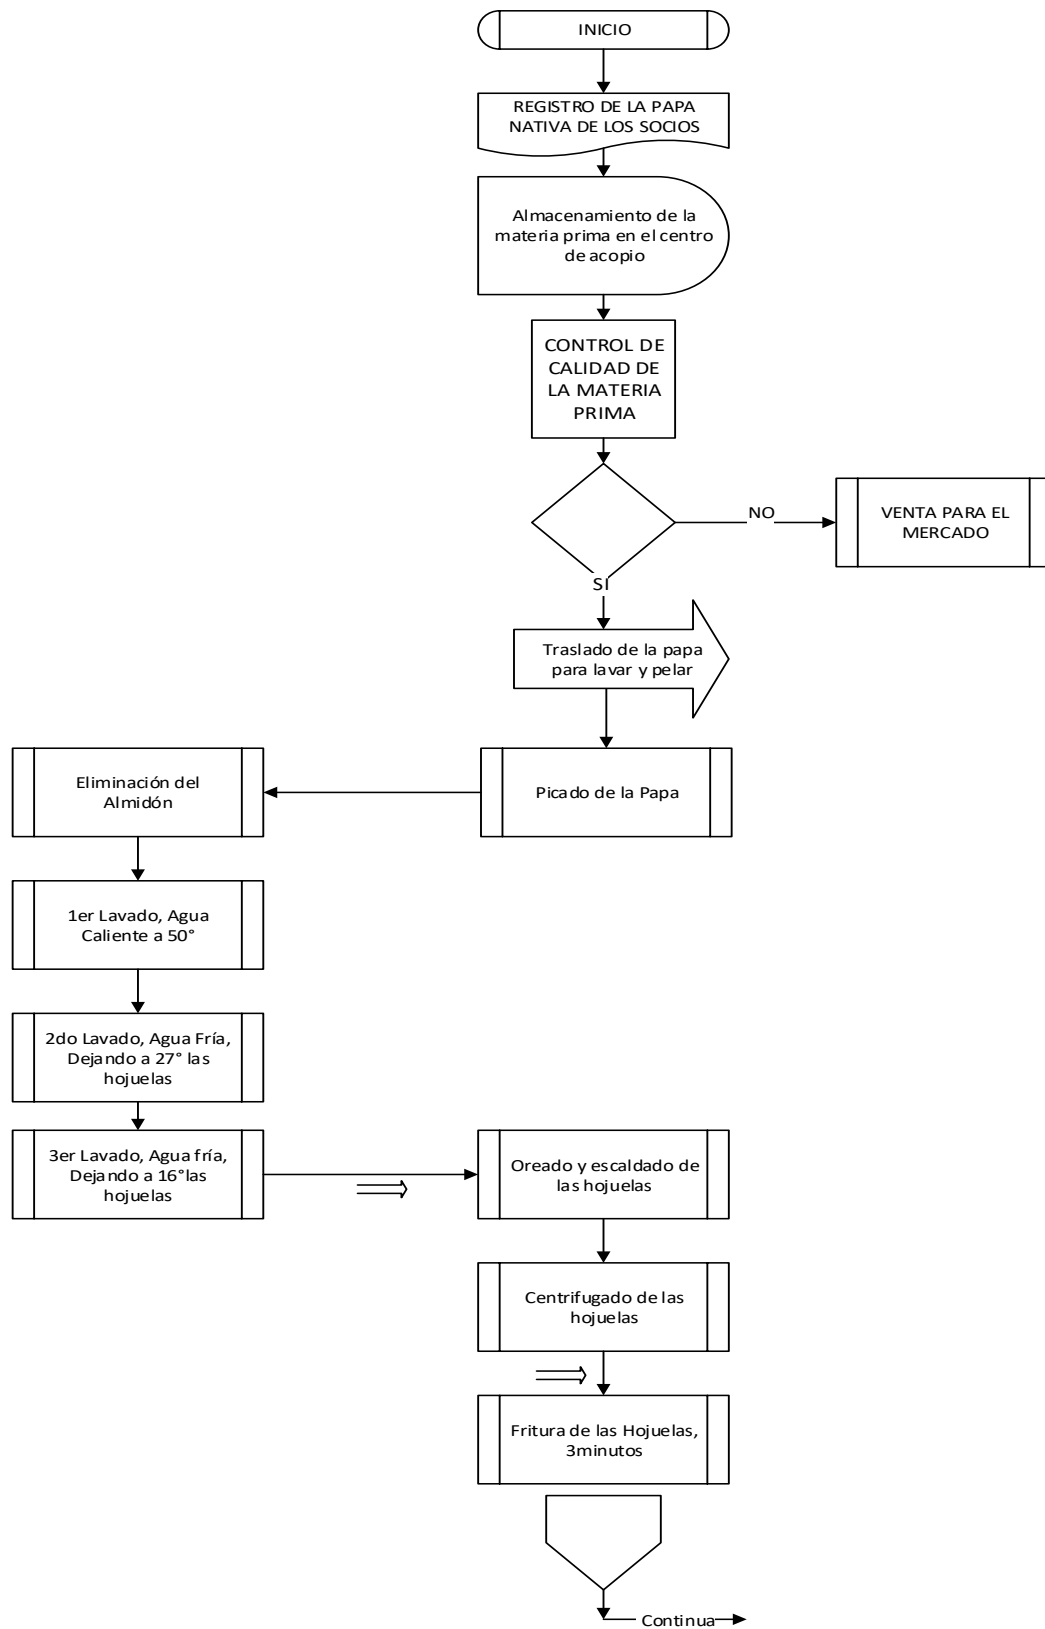 INICIO
REGISTRO DE LA PAPA
NATIVA DE LOS SOCIOS
Almacenamiento de la
materia prima en el centro
de acopio
CONTROL DE
CALIDAD DE
LA MATERIA
PRIMA
NO
VENTA PARA EL
MERCADO
SI
Traslado de la papa
para lavar y pelar
Picado de la Papa
Eliminación del
Almidón
1er Lavado, Agua
Caliente a 50°
2do Lavado, Agua Fría,
Dejando a 27° las
hojuelas
3er Lavado, Agua fría,
Dejando a 16°las
hojuelas
Oreado y escaldado de
las hojuelas
Centrifugado de las
hojuelas
Fritura de las Hojuelas,
3minutos
Continua